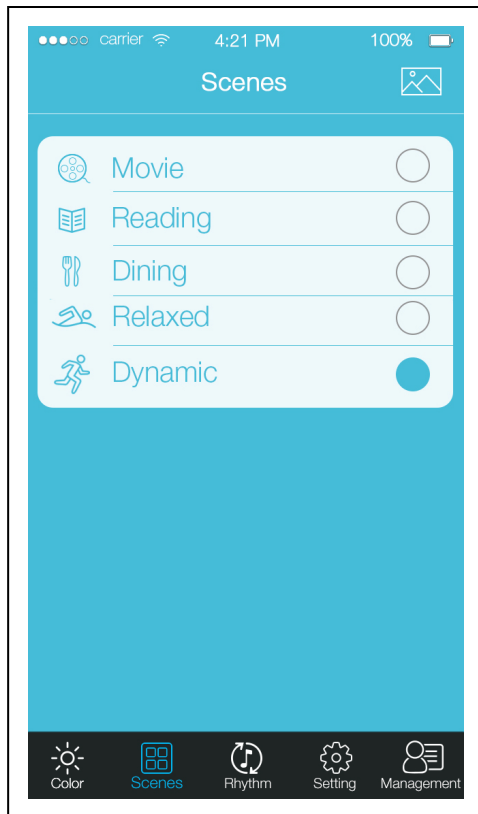 carrier 4:21 PM 100%
Scenes
Movie
Reading
Dining
Relaxed
Dynamic
Color Scenes Rhythm Setting Management